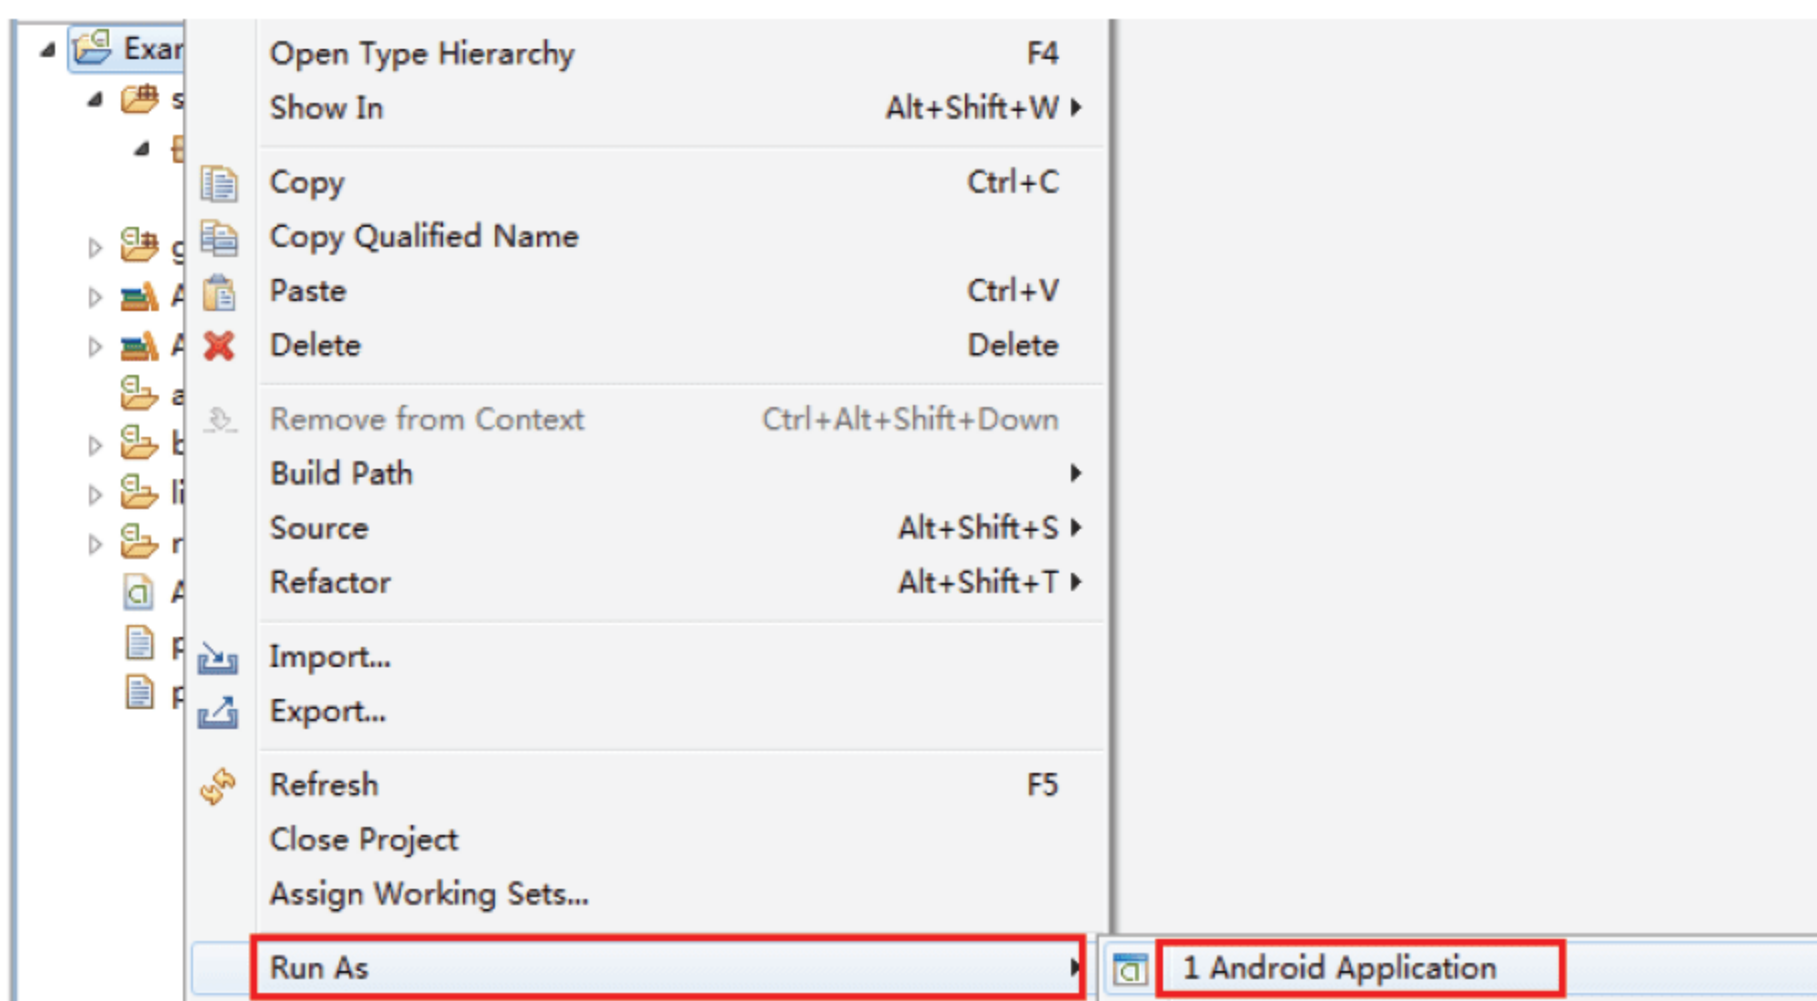 Exar
Open Type Hierarchy F4
Show In Alt+Shift+W
Copy Ctrl+C
Copy Qualified Name
Paste Ctrl+V
Delete Delete
Remove from Context Ctrl+Alt+Shift+Down
Build Path
Source Alt+Shift+S
Refactor Alt+Shift+T
Import...
Export...
Refresh F5
Close Project
Assign Working Sets...
Run As
1 Android Application